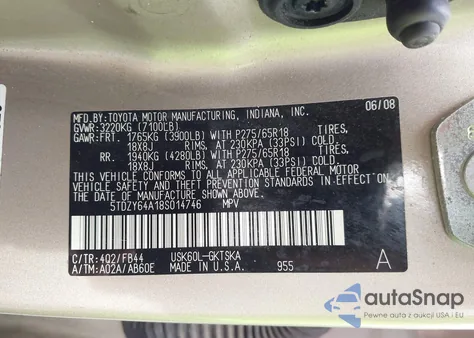 MFD.BY:TOYOTA MOTOR MANUFACTURING, INDIANA, INC. 06/08
GVWR:3220KG (7100LB)
GAWR:FRT. 1765KG (3900LB) WITH P275/65R18 TIRES,
18X8J RIMS, AT 230KPA (33PSI) COLD
RR. 1940KG (4280LB) WITH P275/65R18 TIRES,
18X8J RIMS, AT 230KPA (33PSI) COLD
THIS VEHICLE CONFORMS TO ALL APPLICABLE FEDERAL MOTOR
VEHICLE SAFETY AND THEFT PREVENTION STANDARDS IN EFFECT ON
THE DATE OF MANUFACTURE SHOWN ABOVE.
5TDZY64A18S014746 MPV
C/TR:4Q2/FB44 USK60L-GKTSKA
A/TM:A02A/AB60E MADE IN U.S.A. 955 A
autoSnap
Pewne auta z aukcji USA i EU